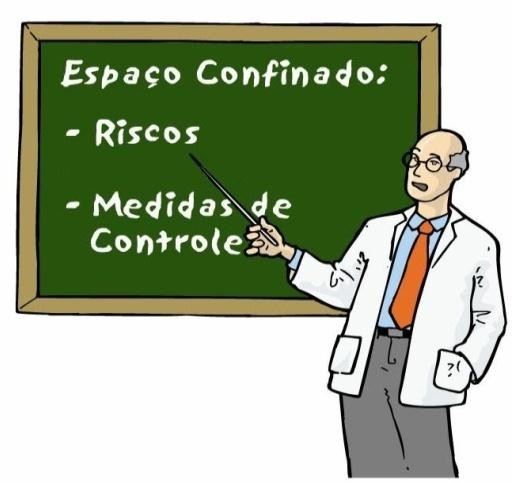 Espaço Confinado:
- Riscos
- Medidas de
Controle